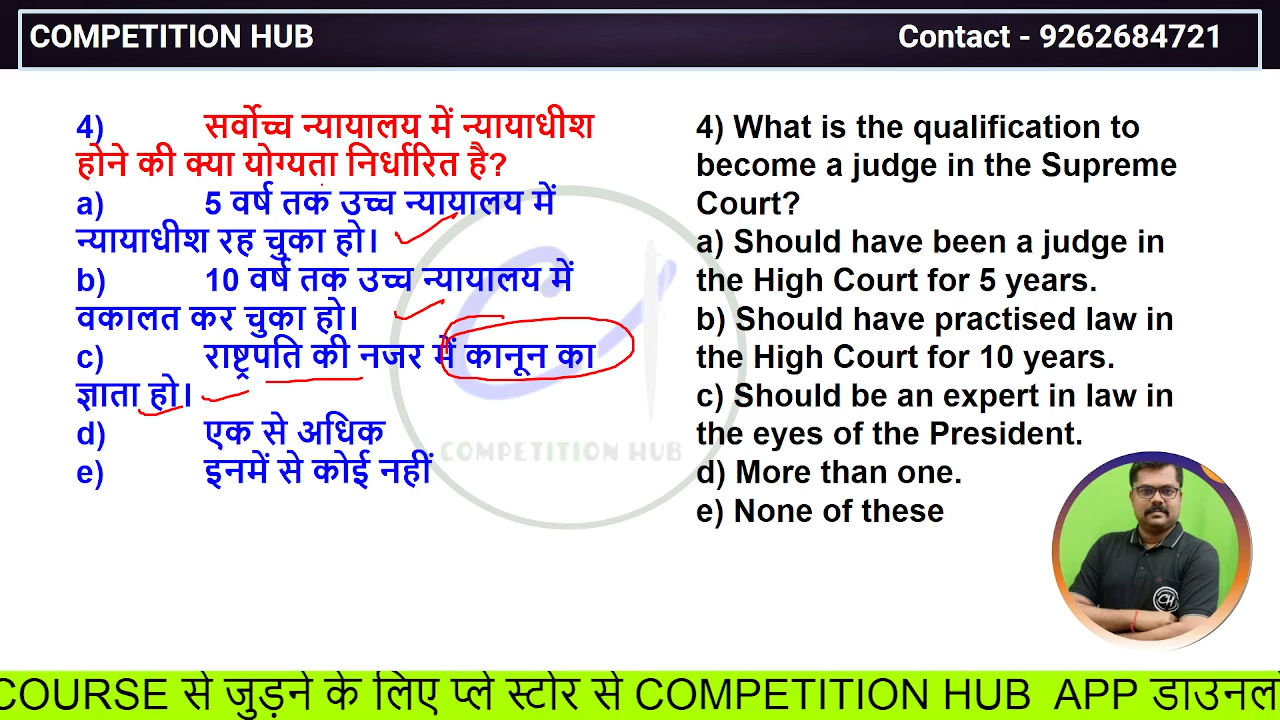 COMPETITION HUB
Contact - 9262684721
4) सर्वोच्च न्यायालय में न्यायाधीश
होने की क्या योग्यता निर्धारित है?
a) 5 वर्ष तक उच्च न्यायालय में
न्यायाधीश रह चुका हो।
b) 10 वर्ष तक उच्च न्यायालय में
वकालत कर चुका हो।
c) राष्ट्रपति की नजर में कानून का
ज्ञाता हो।
d) एक से अधिक
e) इनमें से कोई नहीं
4) What is the qualification to
become a judge in the Supreme
Court?
a) Should have been a judge in
the High Court for 5 years.
b) Should have practised law in
the High Court for 10 years.
c) Should be an expert in law in
the eyes of the President.
d) More than one.
e) None of these
COMPETITION HUB
CH
COURSE से जुड़ने के लिए प्ले स्टोर से COMPETITION HUB APP डाउनल